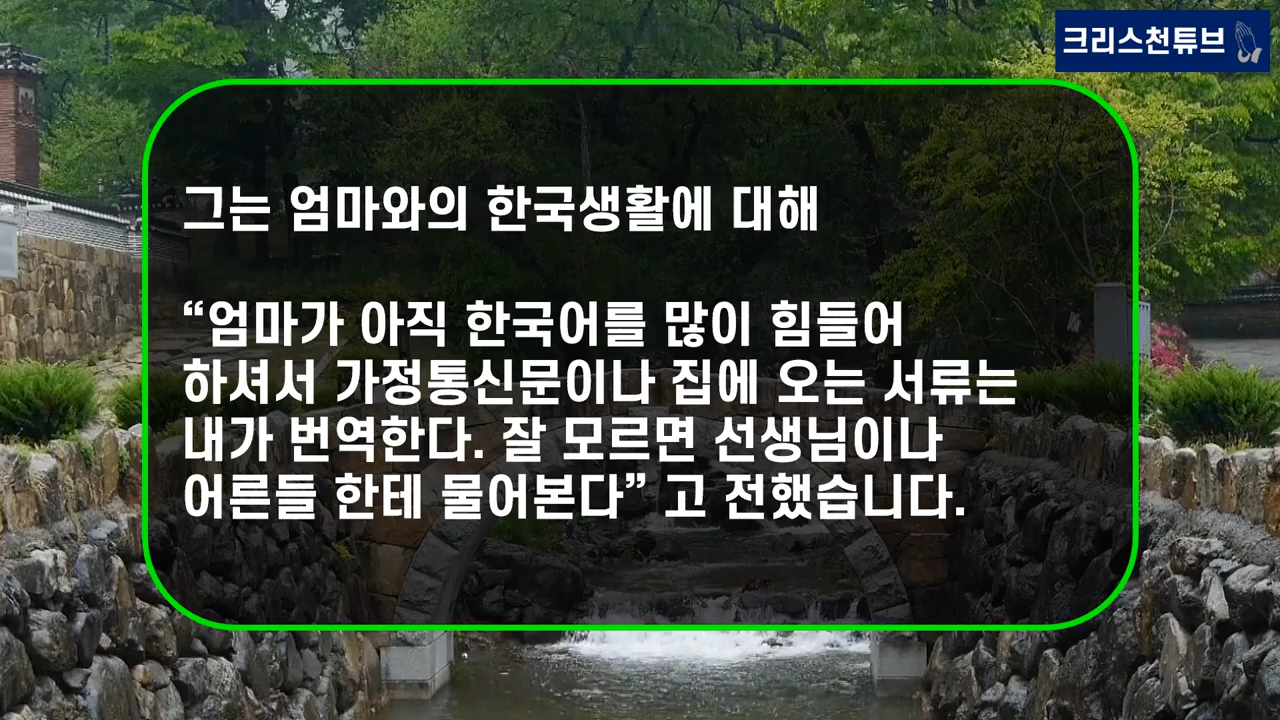 크리스천튜브
그는 엄마와의 한국생활에 대해
“엄마가 아직 한국어를 많이 힘들어
하셔서 가정통신문이나 집에 오는 서류는
내가 번역한다. 잘 모르면 선생님이나
어른들 한테 물어본다” 고 전했습니다.